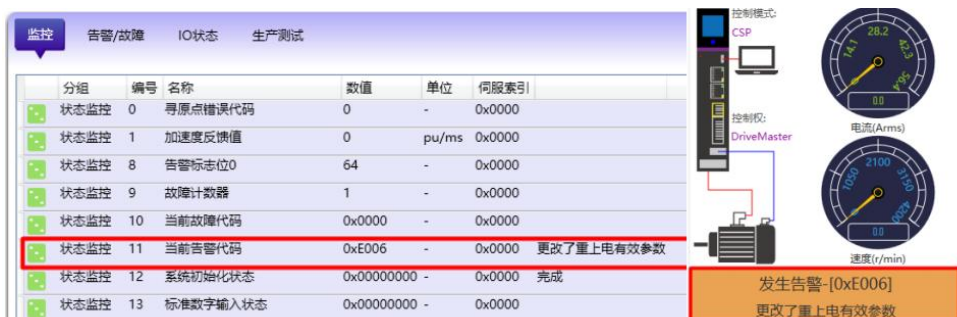 监控 告警/故障 IO状态 生产测试
分组 编号 名称 数值 单位 伺服索引
状态监控 0 寻原点错误代码 0 - 0x0000
状态监控 1 加速度反馈值 0 pu/ms 0x0000
状态监控 8 告警标志位0 64 - 0x0000
状态监控 9 故障计数器 1 - 0x0000
状态监控 10 当前故障代码 0x0000 - 0x0000
状态监控 11 当前告警代码 0xE006 - 0x0000 更改了重上电有效参数
状态监控 12 系统初始化状态 0x00000000 - 0x0000 完成
状态监控 13 标准数字输入状态 0x00000000 - 0x0000
控制模式:
CSP
控制权:
DriveMaster
14.1 28.2 42.3 56.4
0.0
电流(Arms)
1050 2100 3150 4200
0.0
速度(r/min)
发生告警-[0xE006]
更改了重上电有效参数